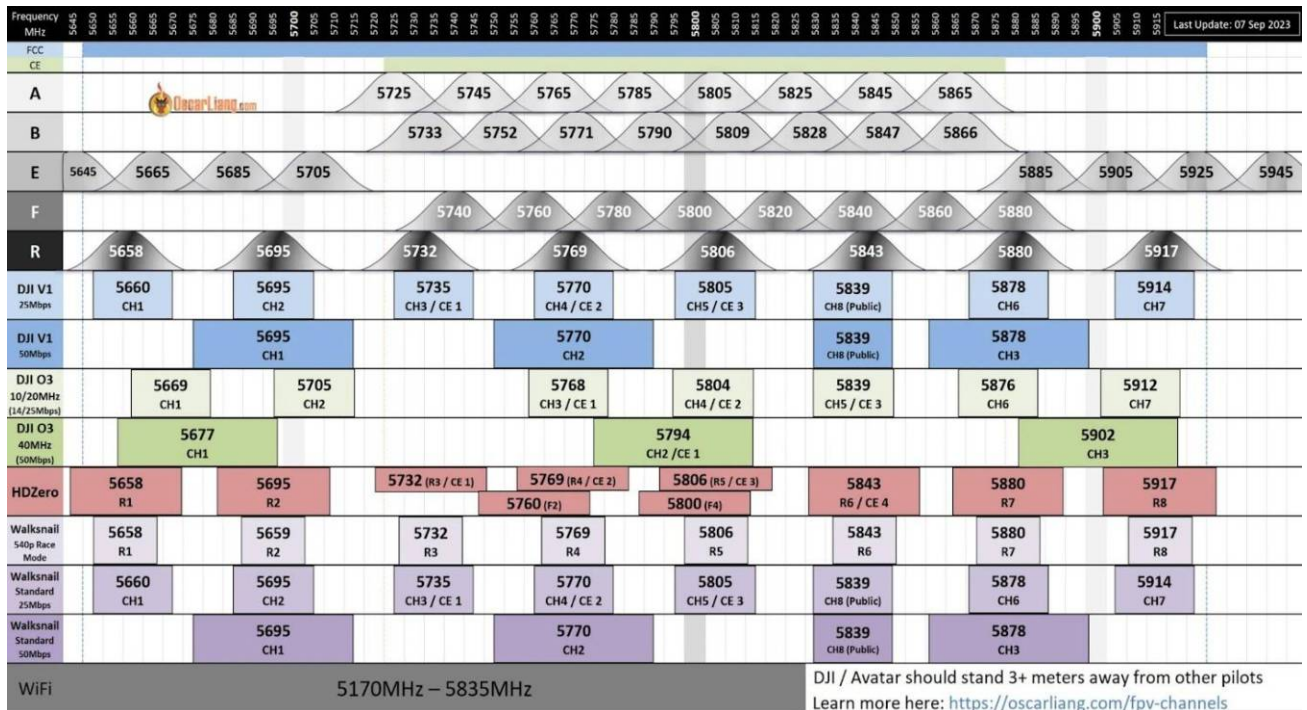 Frequency MHz 5645 5650 5655 5660 5665 5670 5675 5680 5685 5690 5695 5700 5705 5710 5715 5720 5725 5730 5735 5740 5745 5750 5755 5760 5765 5770 5775 5780 5785 5790 5795 5800 5805 5810 5815 5820 5825 5830 5835 5840 5845 5850 5855 5860 5865 5870 5875 5880 5885 5890 5895 5900 5905 5910 5915 Last Update: 07 Sep 2023
FCC
CE
OscarLiang.com
A 5725 5745 5765 5785 5805 5825 5845 5865
B 5733 5752 5771 5790 5809 5828 5847 5866
E 5645 5665 5685 5705 5885 5905 5925 5945
F 5740 5760 5780 5800 5820 5840 5860 5880
R 5658 5695 5732 5769 5806 5843 5880 5917
DJI V1 5660 5695 5735 5770 5805 5839 5878 5914
25Mbps CH1 CH2 CH3 / CE 1 CH4 / CE 2 CH5 / CE 3 CH8 (Public) CH6 CH7
DJI V1 5695 5770 5839 5878
50Mbps CH1 CH2 CH8 (Public) CH3
DJI O3 5669 5705 5768 5804 5839 5876 5912
10/20MHz CH1 CH2 CH3 / CE 1 CH4 / CE 2 CH5 / CE 3 CH6 CH7
(14/25Mbps)
DJI O3 5677 5794 5902
40MHz CH1 CH2 /CE 1 CH3
(50Mbps)
HDZero 5658 5695 5732 (R3 / CE 1) 5769 (R4 / CE 2) 5806 (R5 / CE 3) 5843 5880 5917
R1 R2 5760 (F2) 5800 (F4) R6 / CE 4 R7 R8
Walksnail 5658 5659 5732 5769 5806 5843 5880 5917
540p Race R1 R2 R3 R4 R5 R6 R7 R8
Mode
Walksnail 5660 5695 5735 5770 5805 5839 5878 5914
Standard CH1 CH2 CH3 / CE 1 CH4 / CE 2 CH5 / CE 3 CH8 (Public) CH6 CH7
25Mbps
Walksnail 5695 5770 5839 5878
Standard CH1 CH2 CH8 (Public) CH3
50Mbps
WiFi 5170MHz – 5835MHz
DJI / Avatar should stand 3+ meters away from other pilots
Learn more here: https://oscarliang.com/fpv-channels